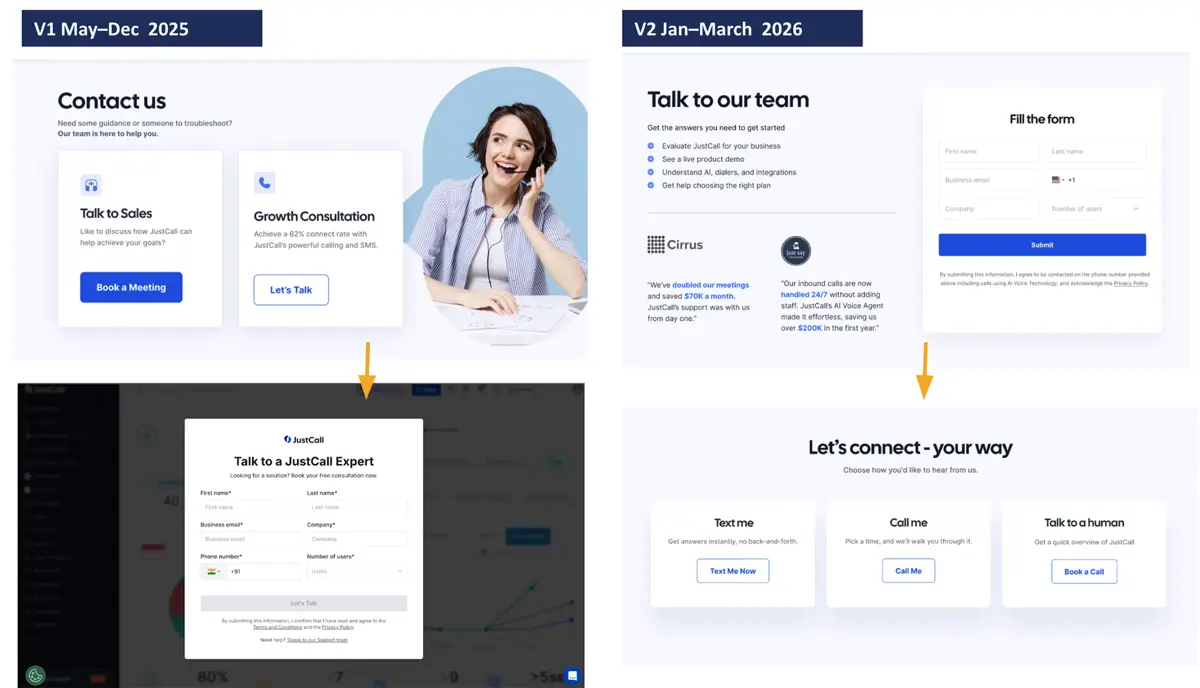 V1 May–Dec 2025
Contact us
Need some guidance or someone to troubleshoot?
Our team is here to help you.
Talk to Sales
Like to discuss how JustCall can
help achieve your goals?
Book a Meeting
Growth Consultation
Achieve a 62% connect rate with
JustCall's powerful calling and SMS.
Let's Talk
JustCall
Talk to a JustCall Expert
Looking for a solution? Book your free consultation now
First name*
Last name*
First name
Last name
Business email*
Company*
Business email
Company
Phone number*
Number of users*
+91
Users
Let's Talk
By submitting this information, I confirm that I have read and agree to the
Terms and Conditions and the Privacy Policy.
Need help? Speak to our Support team
80%
V2 Jan–March 2026
Talk to our team
Get the answers you need to get started
Evaluate JustCall for your business
See a live product demo
Understand AI, dialers, and integrations
Get help choosing the right plan
Cirrus
Just say
"We've doubled our meetings
and saved $70K a month.
JustCall's support was with us
from day one."
"Our inbound calls are now
handled 24/7 without adding
staff. JustCall's AI Voice Agent
made it effortless, saving us
over $200K in the first year."
Fill the form
First name
Last name
Business email
+1
Company
Number of users
Submit
By submitting this information, I agree to be contacted on the phone number provided
above including calls using AI Voice Technology, and acknowledge the Privacy Policy.
Let's connect - your way
Choose how you'd like to hear from us.
Text me
Get answers instantly, no back-and-forth.
Text Me Now
Call me
Pick a time, and we'll walk you through it.
Call Me
Talk to a human
Get a quick overview of JustCall
Book a Call